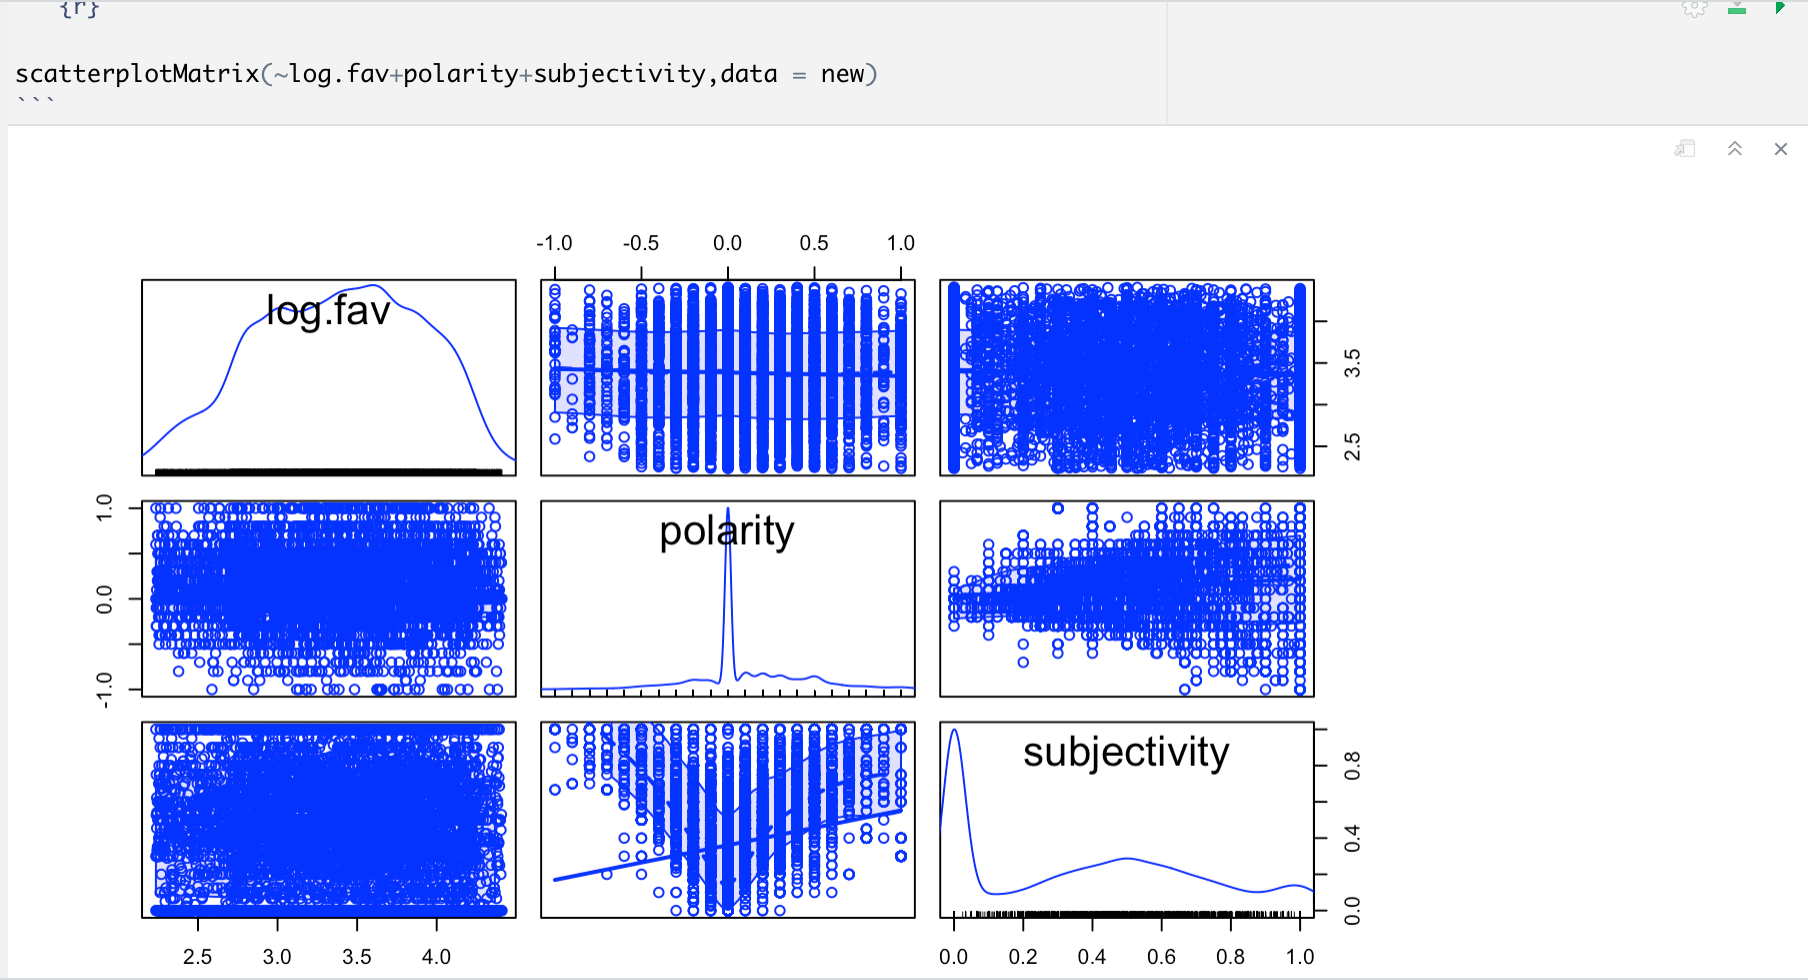 {r}
scatterplotMatrix(~log.fav+polarity+subjectivity,data = new)
```
-1.0 -0.5 0.0 0.5 1.0
log.fav
3.5
2.5
1.0
0.0
-1.0
polarity
subjectivity
0.8
0.4
0.0
2.5 3.0 3.5 4.0
0.0 0.2 0.4 0.6 0.8 1.0